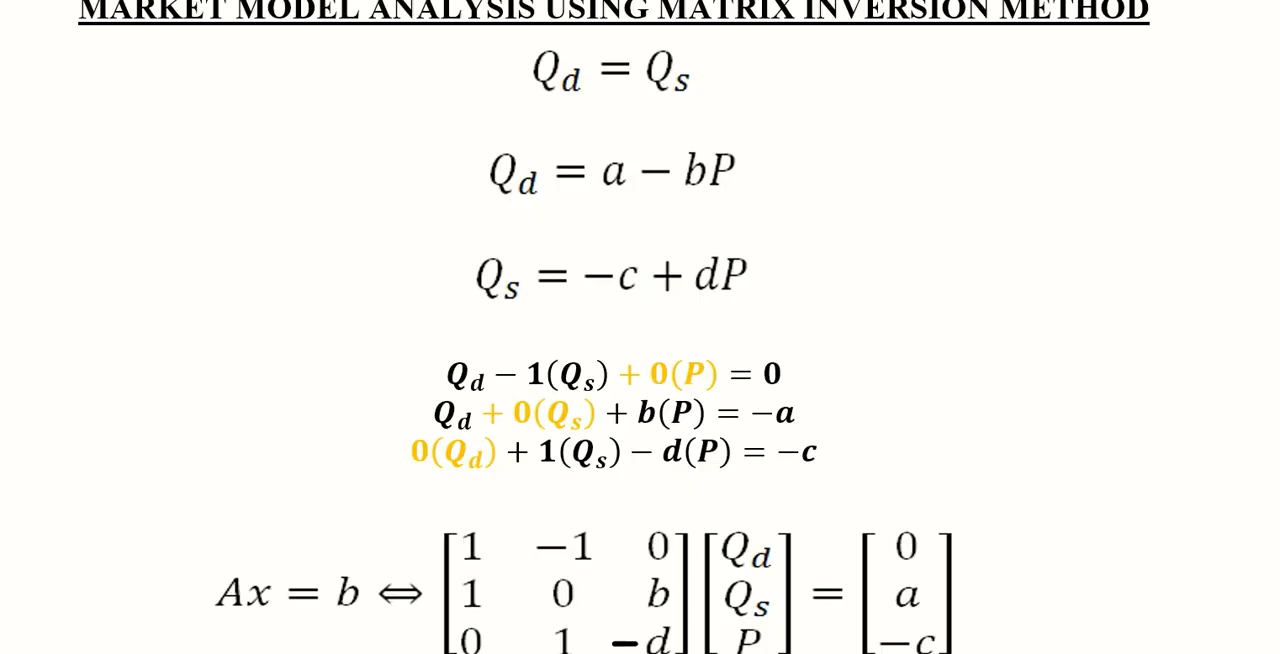 MARKET MODEL ANALYSIS USING MATRIX INVERSION METHOD
Q_d = Q_s
Q_d = a − bP
Q_s = −c + dP
Q_d − 1(Q_s) + 0(P) = 0
Q_d + 0(Q_s) + b(P) = −a
0(Q_d) + 1(Q_s) − d(P) = −c
Ax = b ⇔ [1 −1 0; 1 0 b; 0 1 −d] [Q_d; Q_s; P] = [0; a; −c]